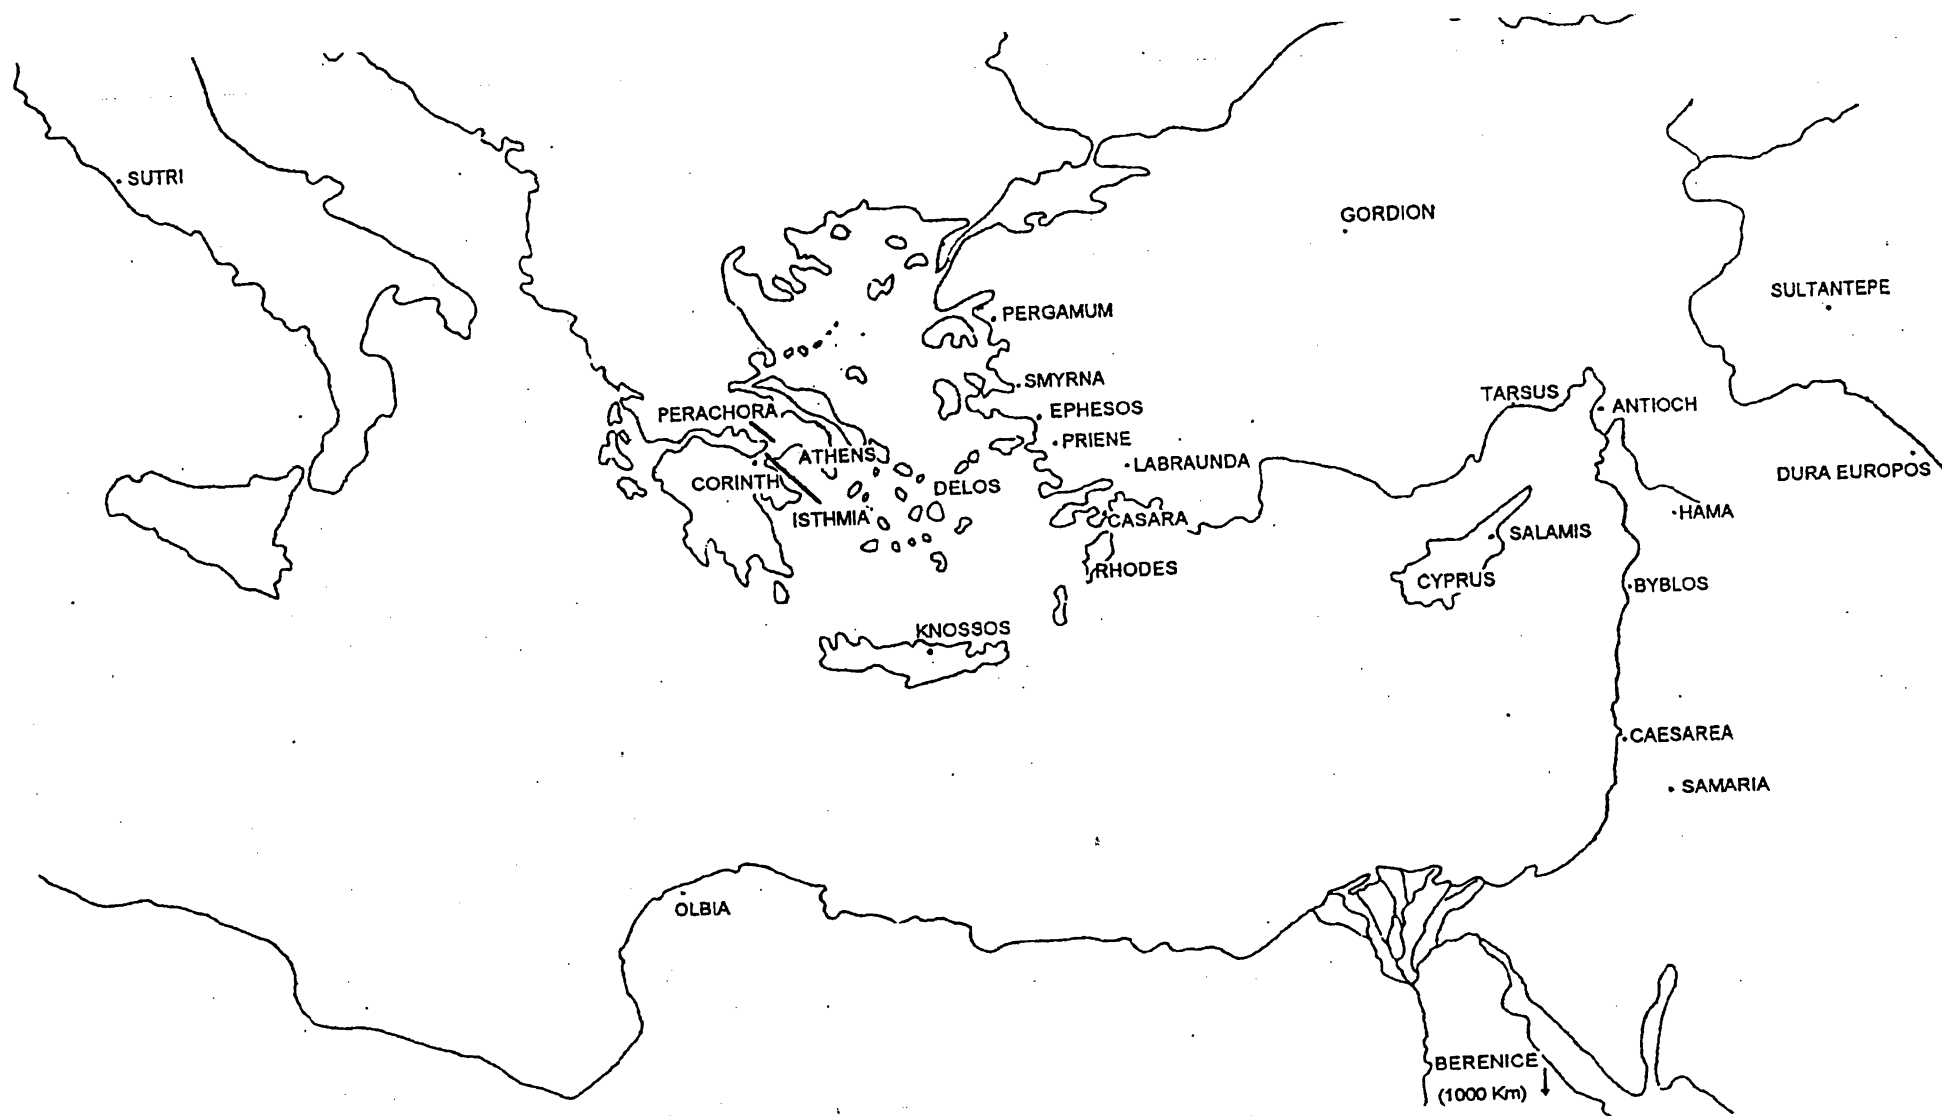 SUTRI
GORDION
SULTANTEPE
PERGAMUM
SMYRNA
TARSUS
ANTIOCH
PERACHORA
EPHESOS
PRIENE
ATHENS
LABRAUNDA
DURA EUROPOS
CORINTH
DELOS
ISTHMIA
CASARA
HAMA
SALAMIS
RHODES
CYPRUS
BYBLOS
KNOSSOS
CAESAREA
SAMARIA
OLBIA
BERENICE
(1000 Km)